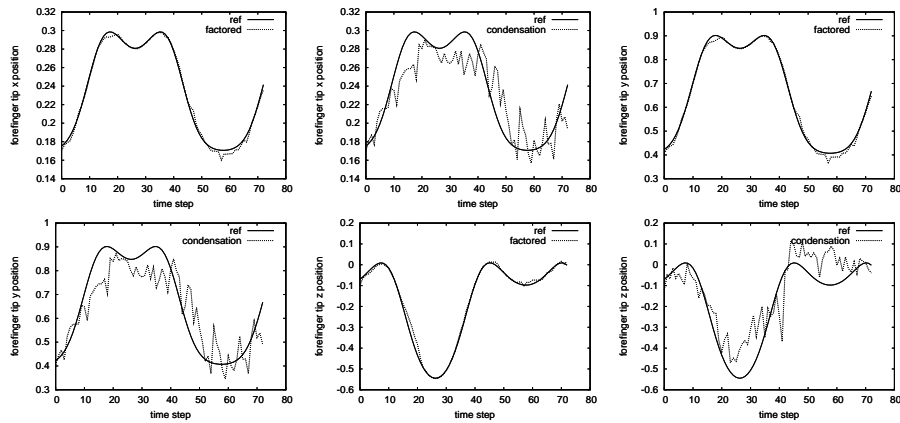 0.32
0.3
0.28
0.26
0.24
0.22
0.2
0.18
0.16
0.14
0 10 20 30 40 50 60 70 80
time step
forefinger tip x position
ref
factored
0.32
0.3
0.28
0.26
0.24
0.22
0.2
0.18
0.16
0.14
0 10 20 30 40 50 60 70 80
time step
forefinger tip x position
ref
condensation
1
0.9
0.8
0.7
0.6
0.5
0.4
0.3
0 10 20 30 40 50 60 70 80
time step
forefinger tip y position
ref
factored
1
0.9
0.8
0.7
0.6
0.5
0.4
0.3
0 10 20 30 40 50 60 70 80
time step
forefinger tip y position
ref
condensation
0.2
0.1
0
-0.1
-0.2
-0.3
-0.4
-0.5
-0.6
0 10 20 30 40 50 60 70 80
time step
forefinger tip z position
ref
factored
0.2
0.1
0
-0.1
-0.2
-0.3
-0.4
-0.5
-0.6
0 10 20 30 40 50 60 70 80
time step
forefinger tip z position
ref
condensation